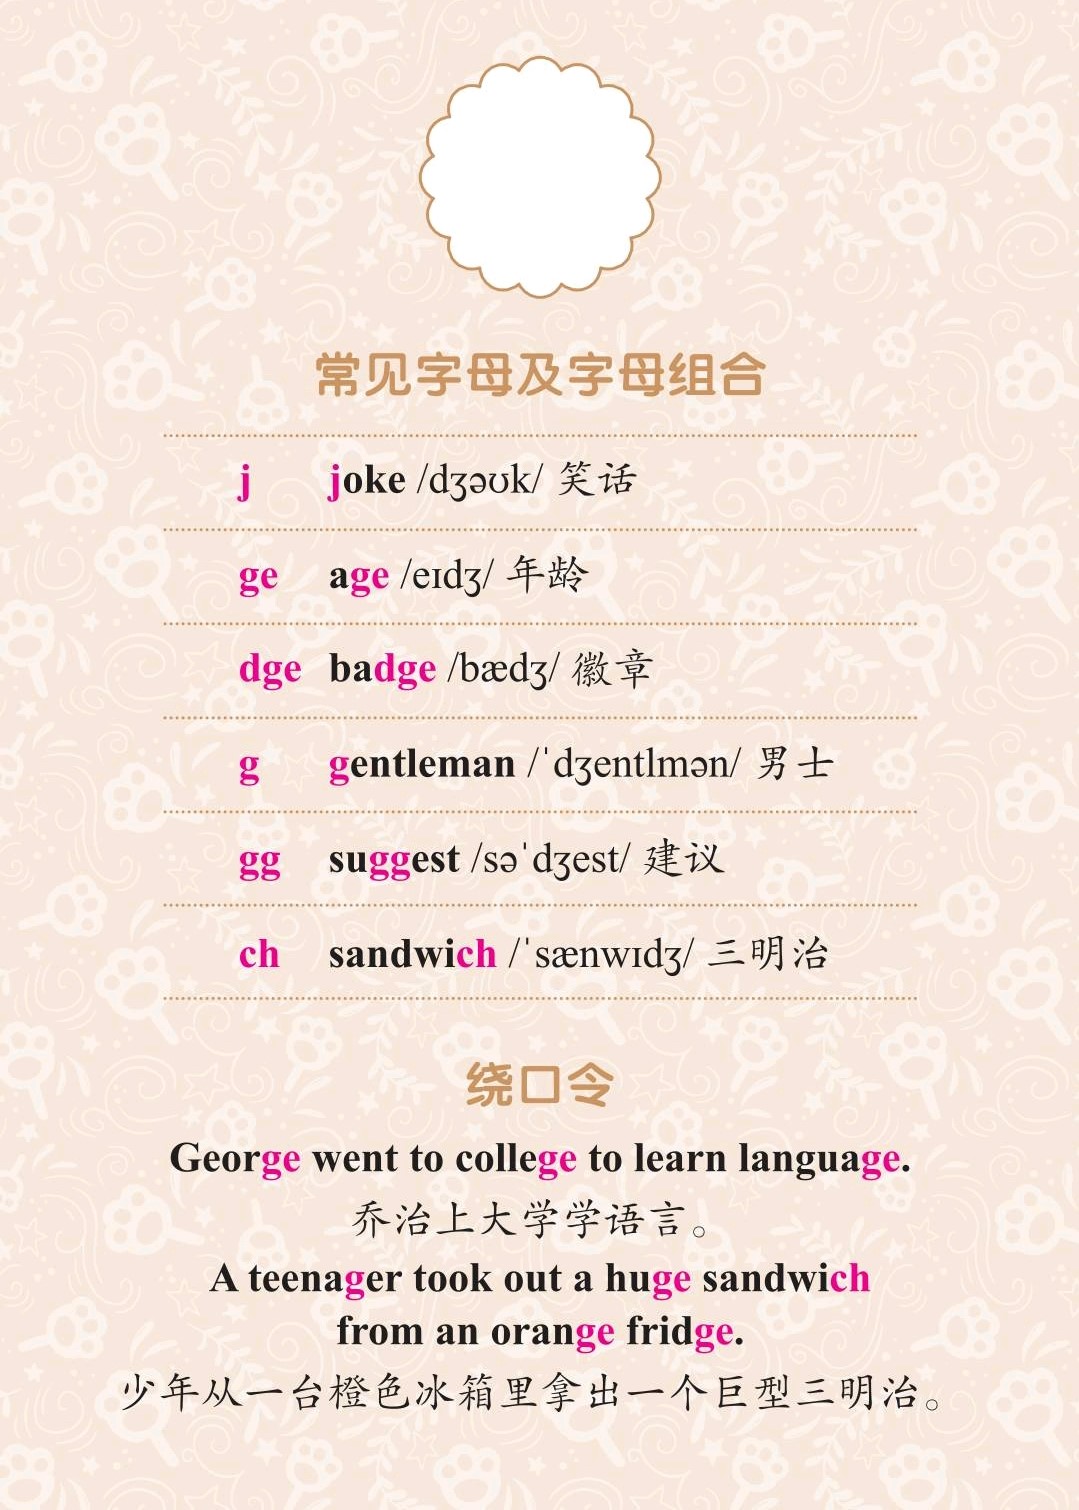 常见字母及字母组合
j joke /dʒəʊk/ 笑话
ge age /eɪdʒ/ 年龄
dge badge /bædʒ/ 徽章
g gentleman /ˈdʒentlmən/ 男士
gg suggest /səˈdʒest/ 建议
ch sandwich /ˈsænwɪdʒ/ 三明治
绕口令
George went to college to learn language.
乔治上大学学语言。
A teenager took out a huge sandwich
from an orange fridge.
少年从一台橙色冰箱里拿出一个巨型三明治。